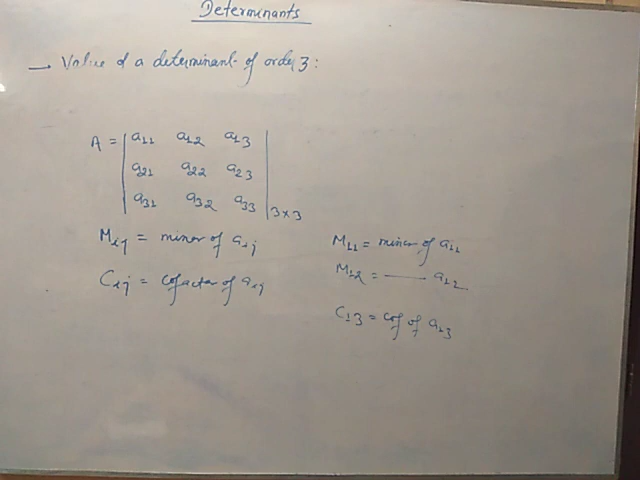 Determinants
→ Value of a determinant of order 3 :
A = | a11 a12 a13 |
| a21 a22 a23 |
| a31 a32 a33 | 3×3
Mij = minor of aij
Cij = cofactor of aij
M11 = minor of a11
M12 = —— a12
C13 = cof of a13